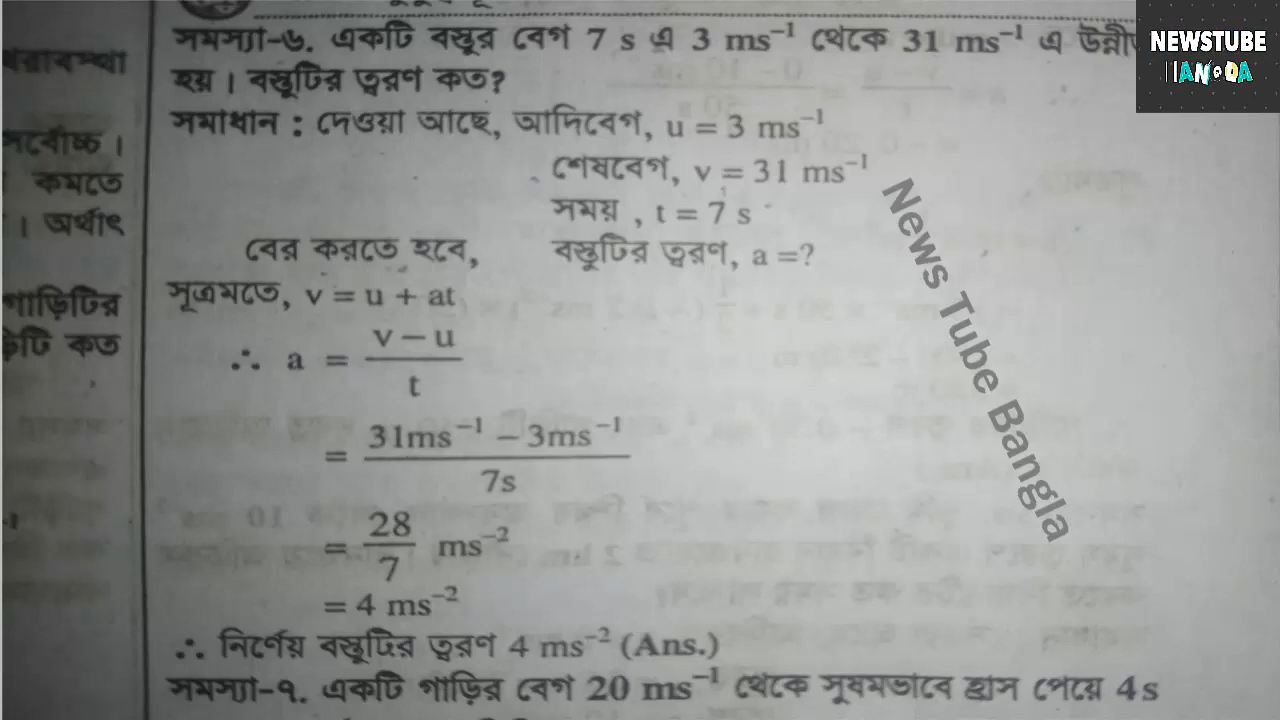 সমস্যা-৬. একটি বস্তুর বেগ 7 s এ 3 ms⁻¹ থেকে 31 ms⁻¹ এ
NEWSTUBE
হয়। বস্তুটির ত্বরণ কত?
সমাধান : দেওয়া আছে, আদিবেগ, u = 3 ms⁻¹
শেষবেগ, v = 31 ms⁻¹
সময় , t = 7 s
বের করতে হবে, বস্তুটির ত্বরণ, a =?
সূত্রমতে, v = u + at
∴ a = (v – u)/t
= (31ms⁻¹ – 3ms⁻¹)/7s
= 28/7 ms⁻²
= 4 ms⁻²
∴ নির্ণেয় বস্তুটির ত্বরণ 4 ms⁻² (Ans.)
সমস্যা-৭. একটি গাড়ির বেগ 20 ms⁻¹ থেকে সুষমভাবে হ্রাস পেয়ে 4s
কমতে
। অর্থাৎ
গাড়িটির
কত
News Tube Bangla